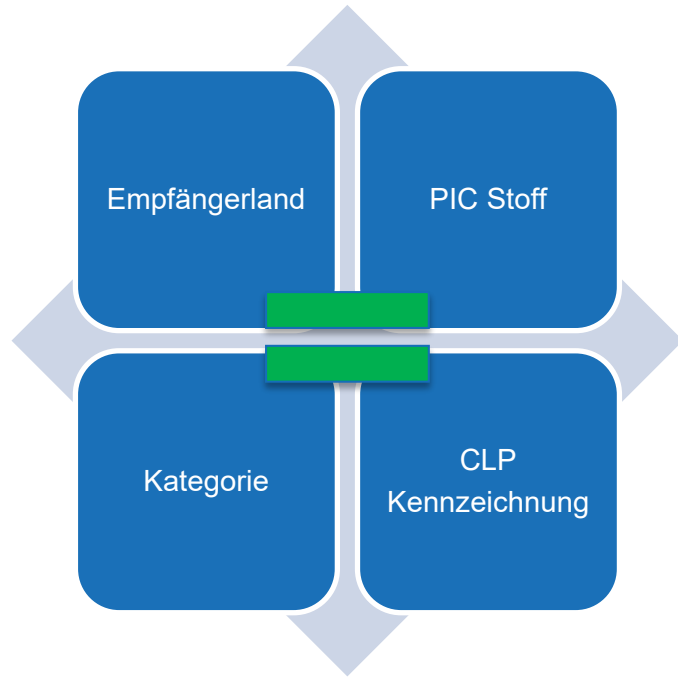 Empfängerland
PIC Stoff
Kategorie
CLP
Kennzeichnung